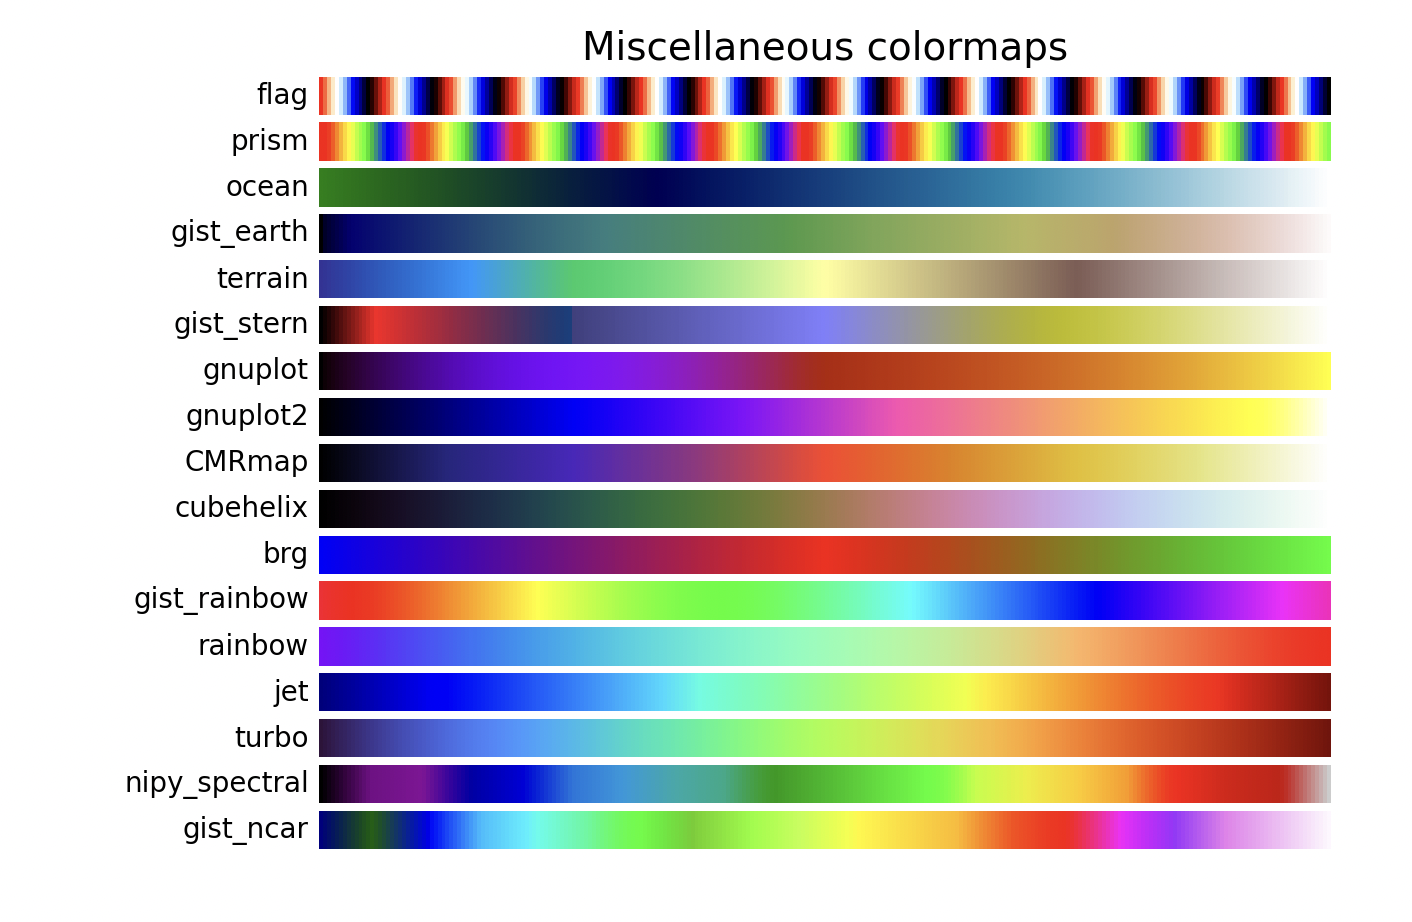 Miscellaneous colormaps
flag
prism
ocean
gist_earth
terrain
gist_stern
gnuplot
gnuplot2
CMRmap
cubehelix
brg
gist_rainbow
rainbow
jet
turbo
nipy_spectral
gist_ncar